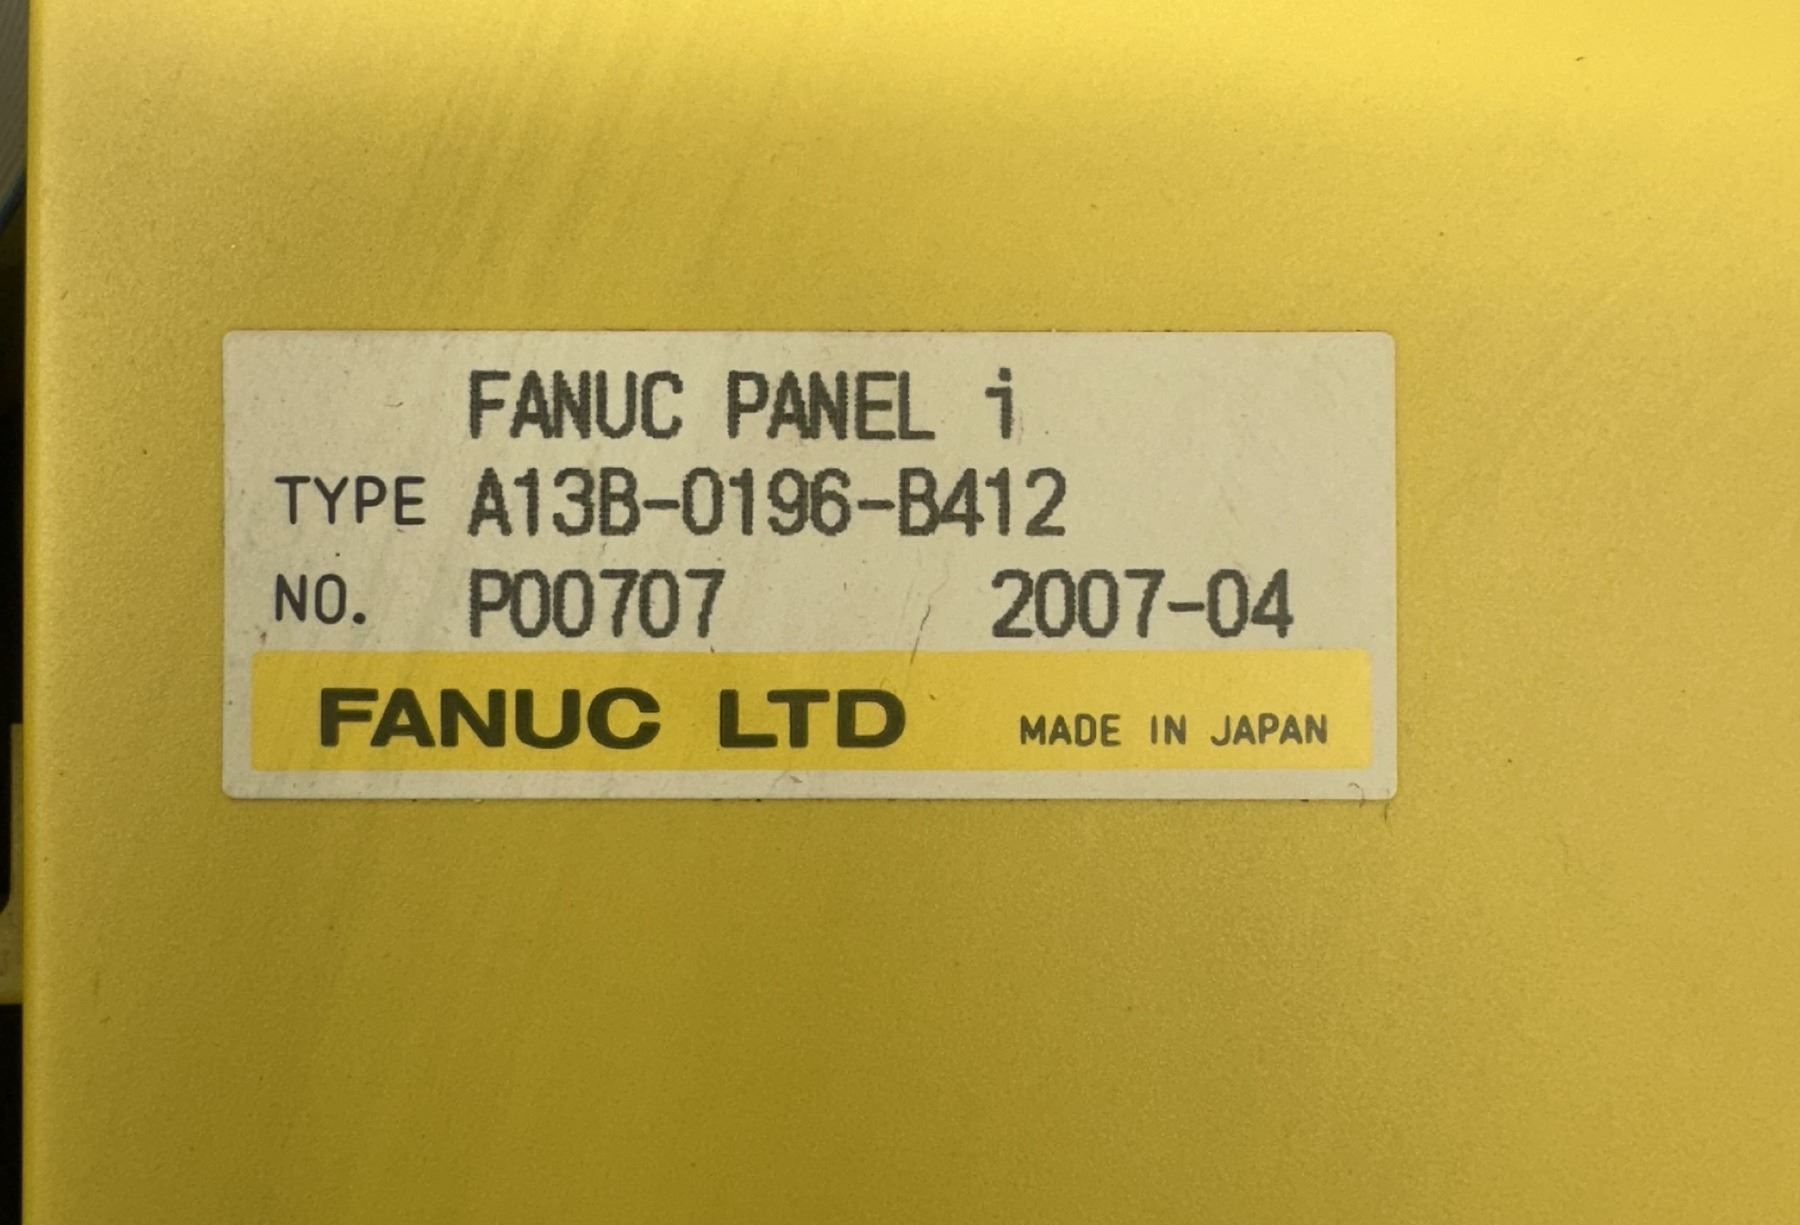 FANUC PANEL i
TYPE A13B-0196-B412
NO. P00707 2007-04
FANUC LTD MADE IN JAPAN